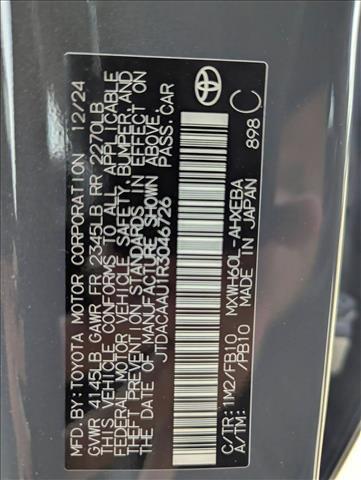 MFD. BY: TOYOTA MOTOR CORPORATION 12/24
GVWR 4145LB GAWR FR 2345LB RR 2270LB
THIS VEHICLE CONFORMS TO ALL APPLICABLE
FEDERAL MOTOR VEHICLE SAFETY, BUMPER, AND
THEFT PREVENTION STANDARDS IN EFFECT ON
THE DATE OF MANUFACTURE SHOWN ABOVE.
JTDACAAU1R3046726 PASS. CAR
C/TR: 1M2/FB10 MXWH60L-AHXEBA
A/TM: /PB10 MADE IN JAPAN
898 C